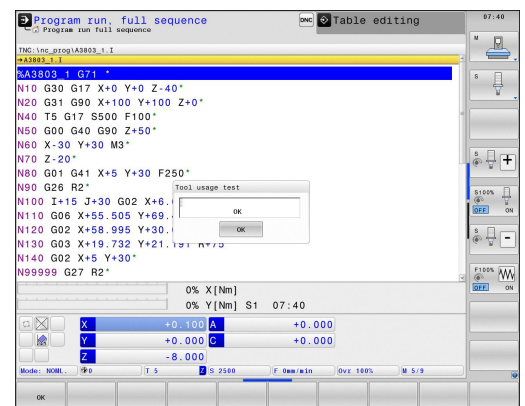 Program run, full sequence
DNC
Table editing
07:40
Program run full sequence
TNC:\nc_prog\A3803_1.I
→A3803_1.I
%A3803_1 G71 *
N10 G30 G17 X+0 Y+0 Z-40*
N20 G31 G90 X+100 Y+100 Z+0*
N40 T5 G17 S500 F100*
N50 G00 G40 G90 Z+50*
N60 X-30 Y+30 M3*
N70 Z-20*
N80 G01 G41 X+5 Y+30 F250*
N90 G26 R2*
N100 I+15 J+30 G02 X+6.
N110 G06 X+55.505 Y+69.
N120 G02 X+58.995 Y+30.
N130 G03 X+19.732 Y+21.191 R+75*
N140 G02 X+5 Y+30*
N99999 G27 R2*
Tool usage test
OK
OK
0% X[Nm]
0% Y[Nm] S1 07:40
X +0.100 A +0.000
Y +0.000 C +0.000
Z -8.000
Mode: NOML. 0 T 5 Z S 2500 F 0mm/min Ovr 100% M 5/9
OK
M
S
S
+
S100%
OFF ON
S
-
F100%
OFF ON